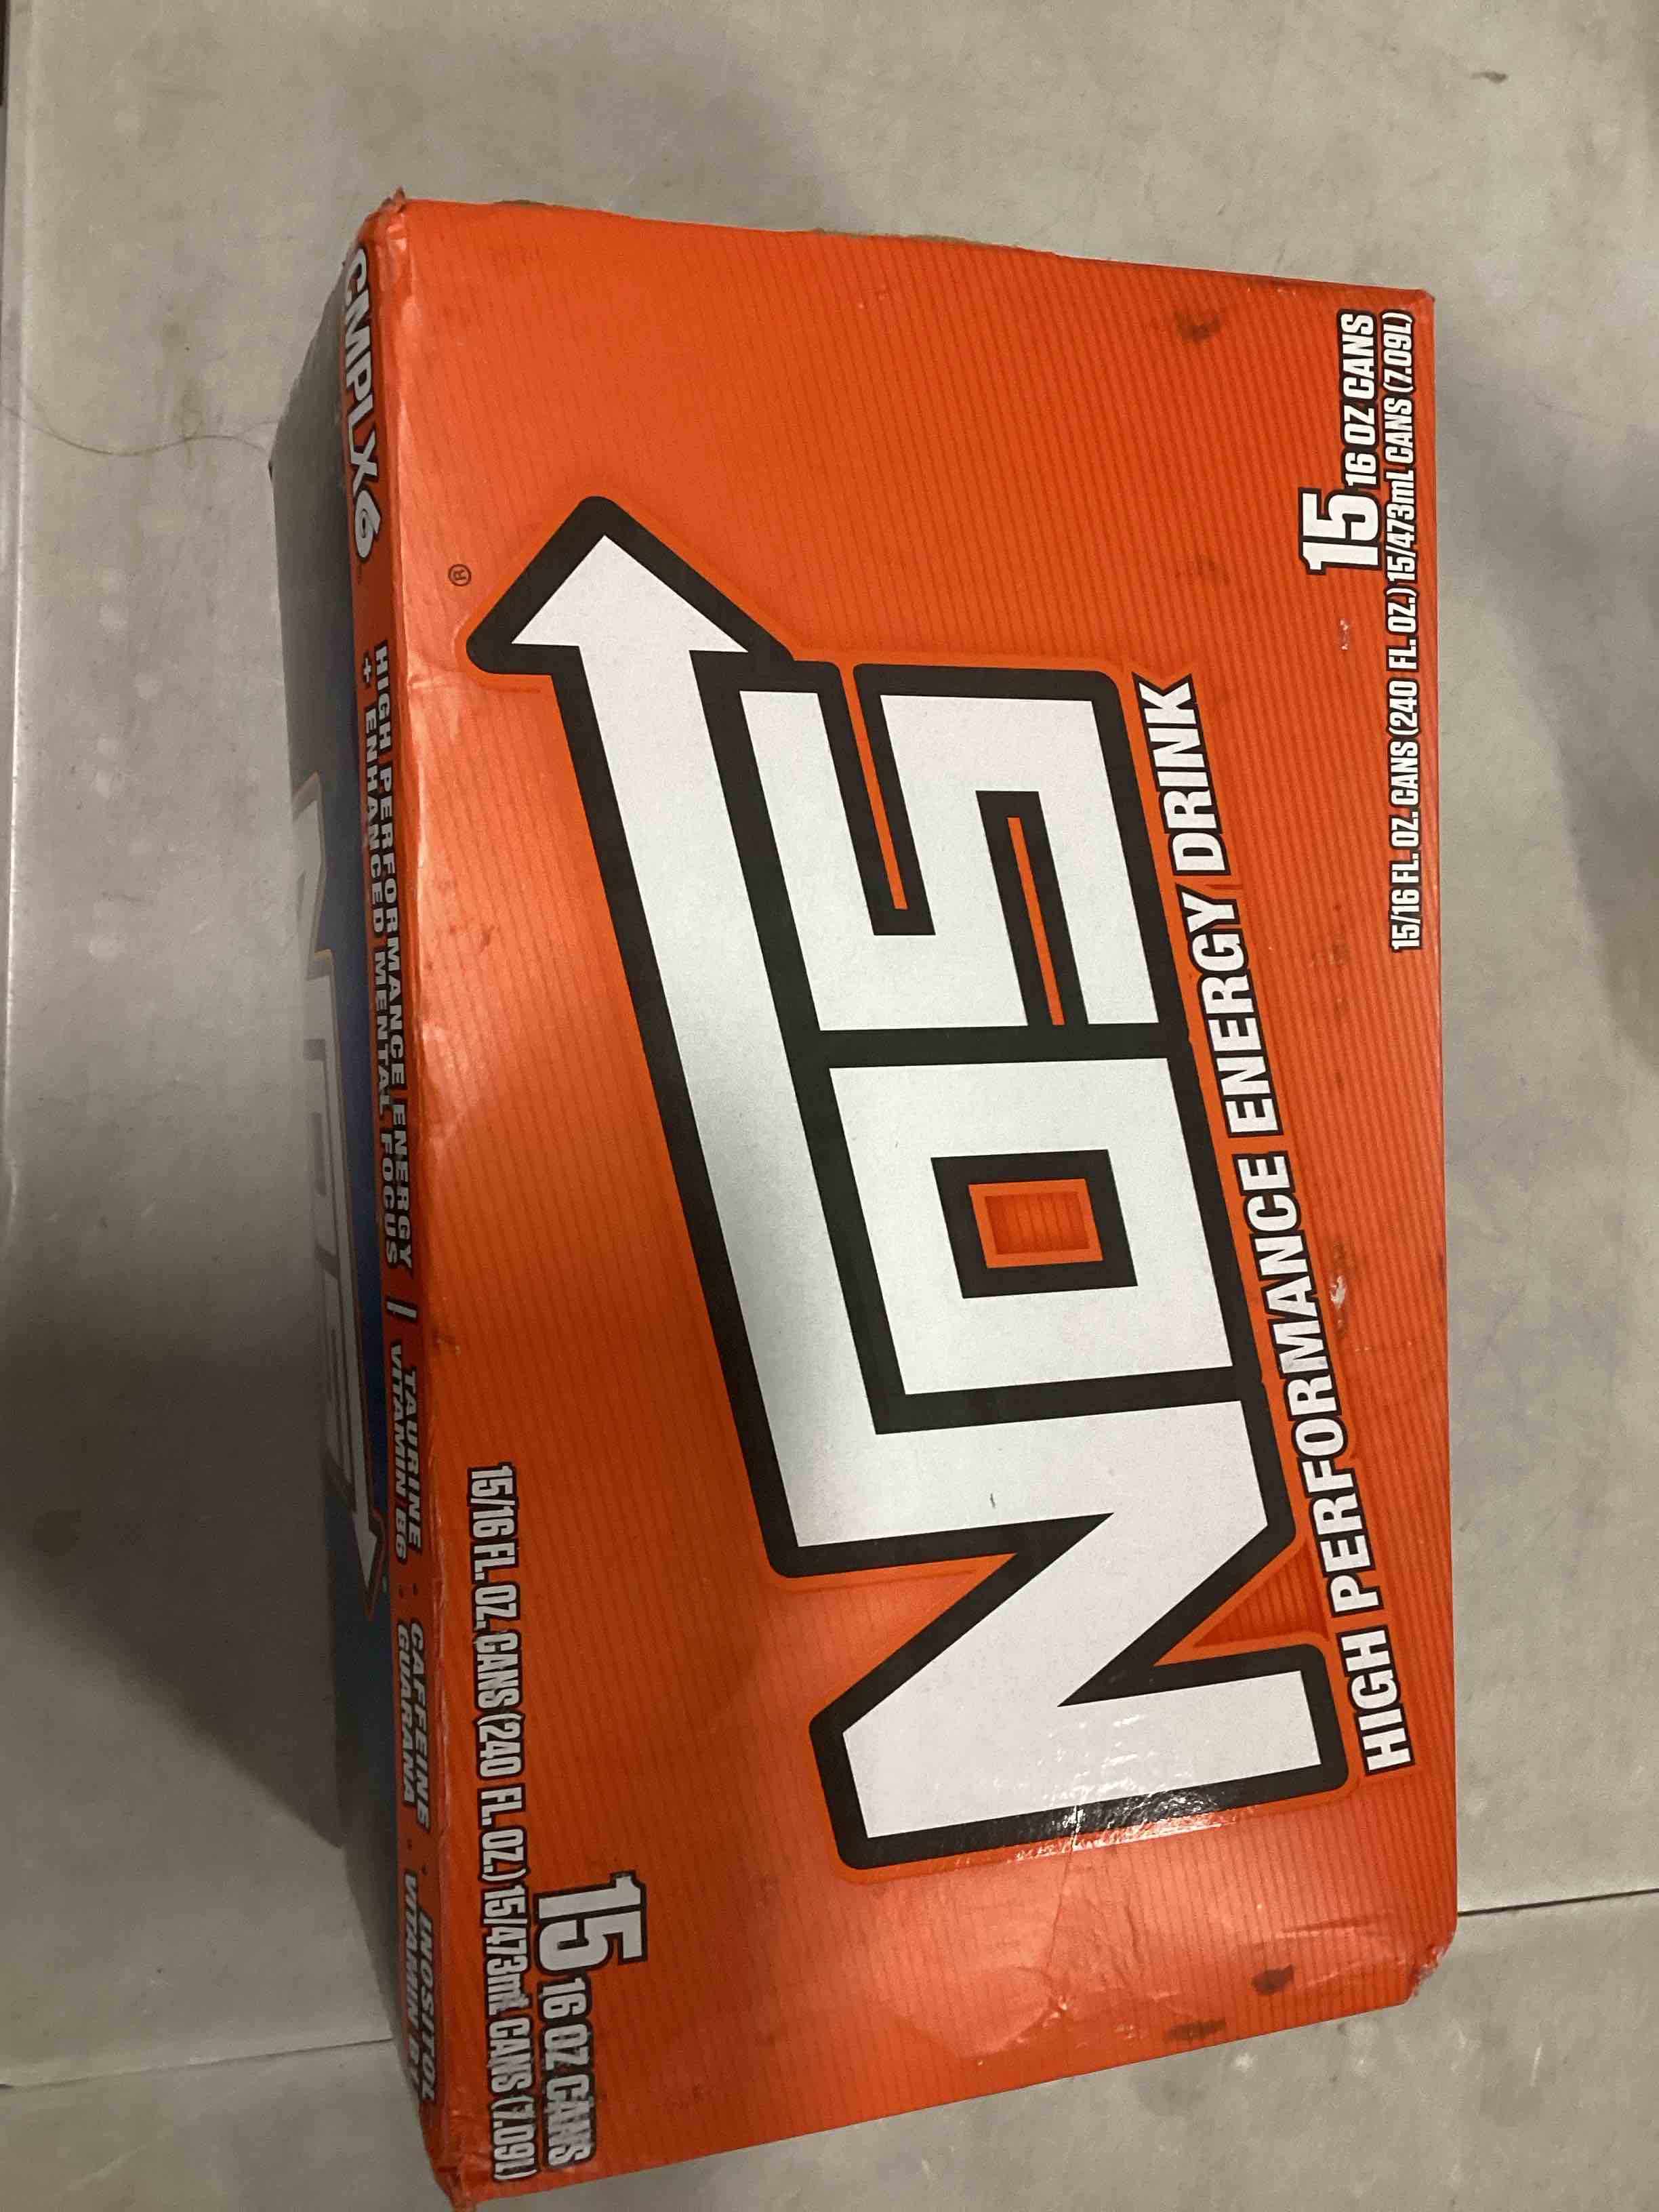 15 16 OZ CANS
15/16 FL. OZ. CANS (240 FL. OZ.) 15/473mL CANS (7.09L)
NOS
®
HIGH PERFORMANCE ENERGY DRINK
15 16 OZ CANS
15/16 FL. OZ. CANS (240 FL. OZ.) 15/473mL CANS (7.09L)
CMPLX6
HIGH PERFORMANCE ENERGY | TAURINE · CAFFEINE · INOSITOL
+ ENHANCED MENTAL FOCUS VITAMIN B6 · GUARANA · VITAMIN
NOS